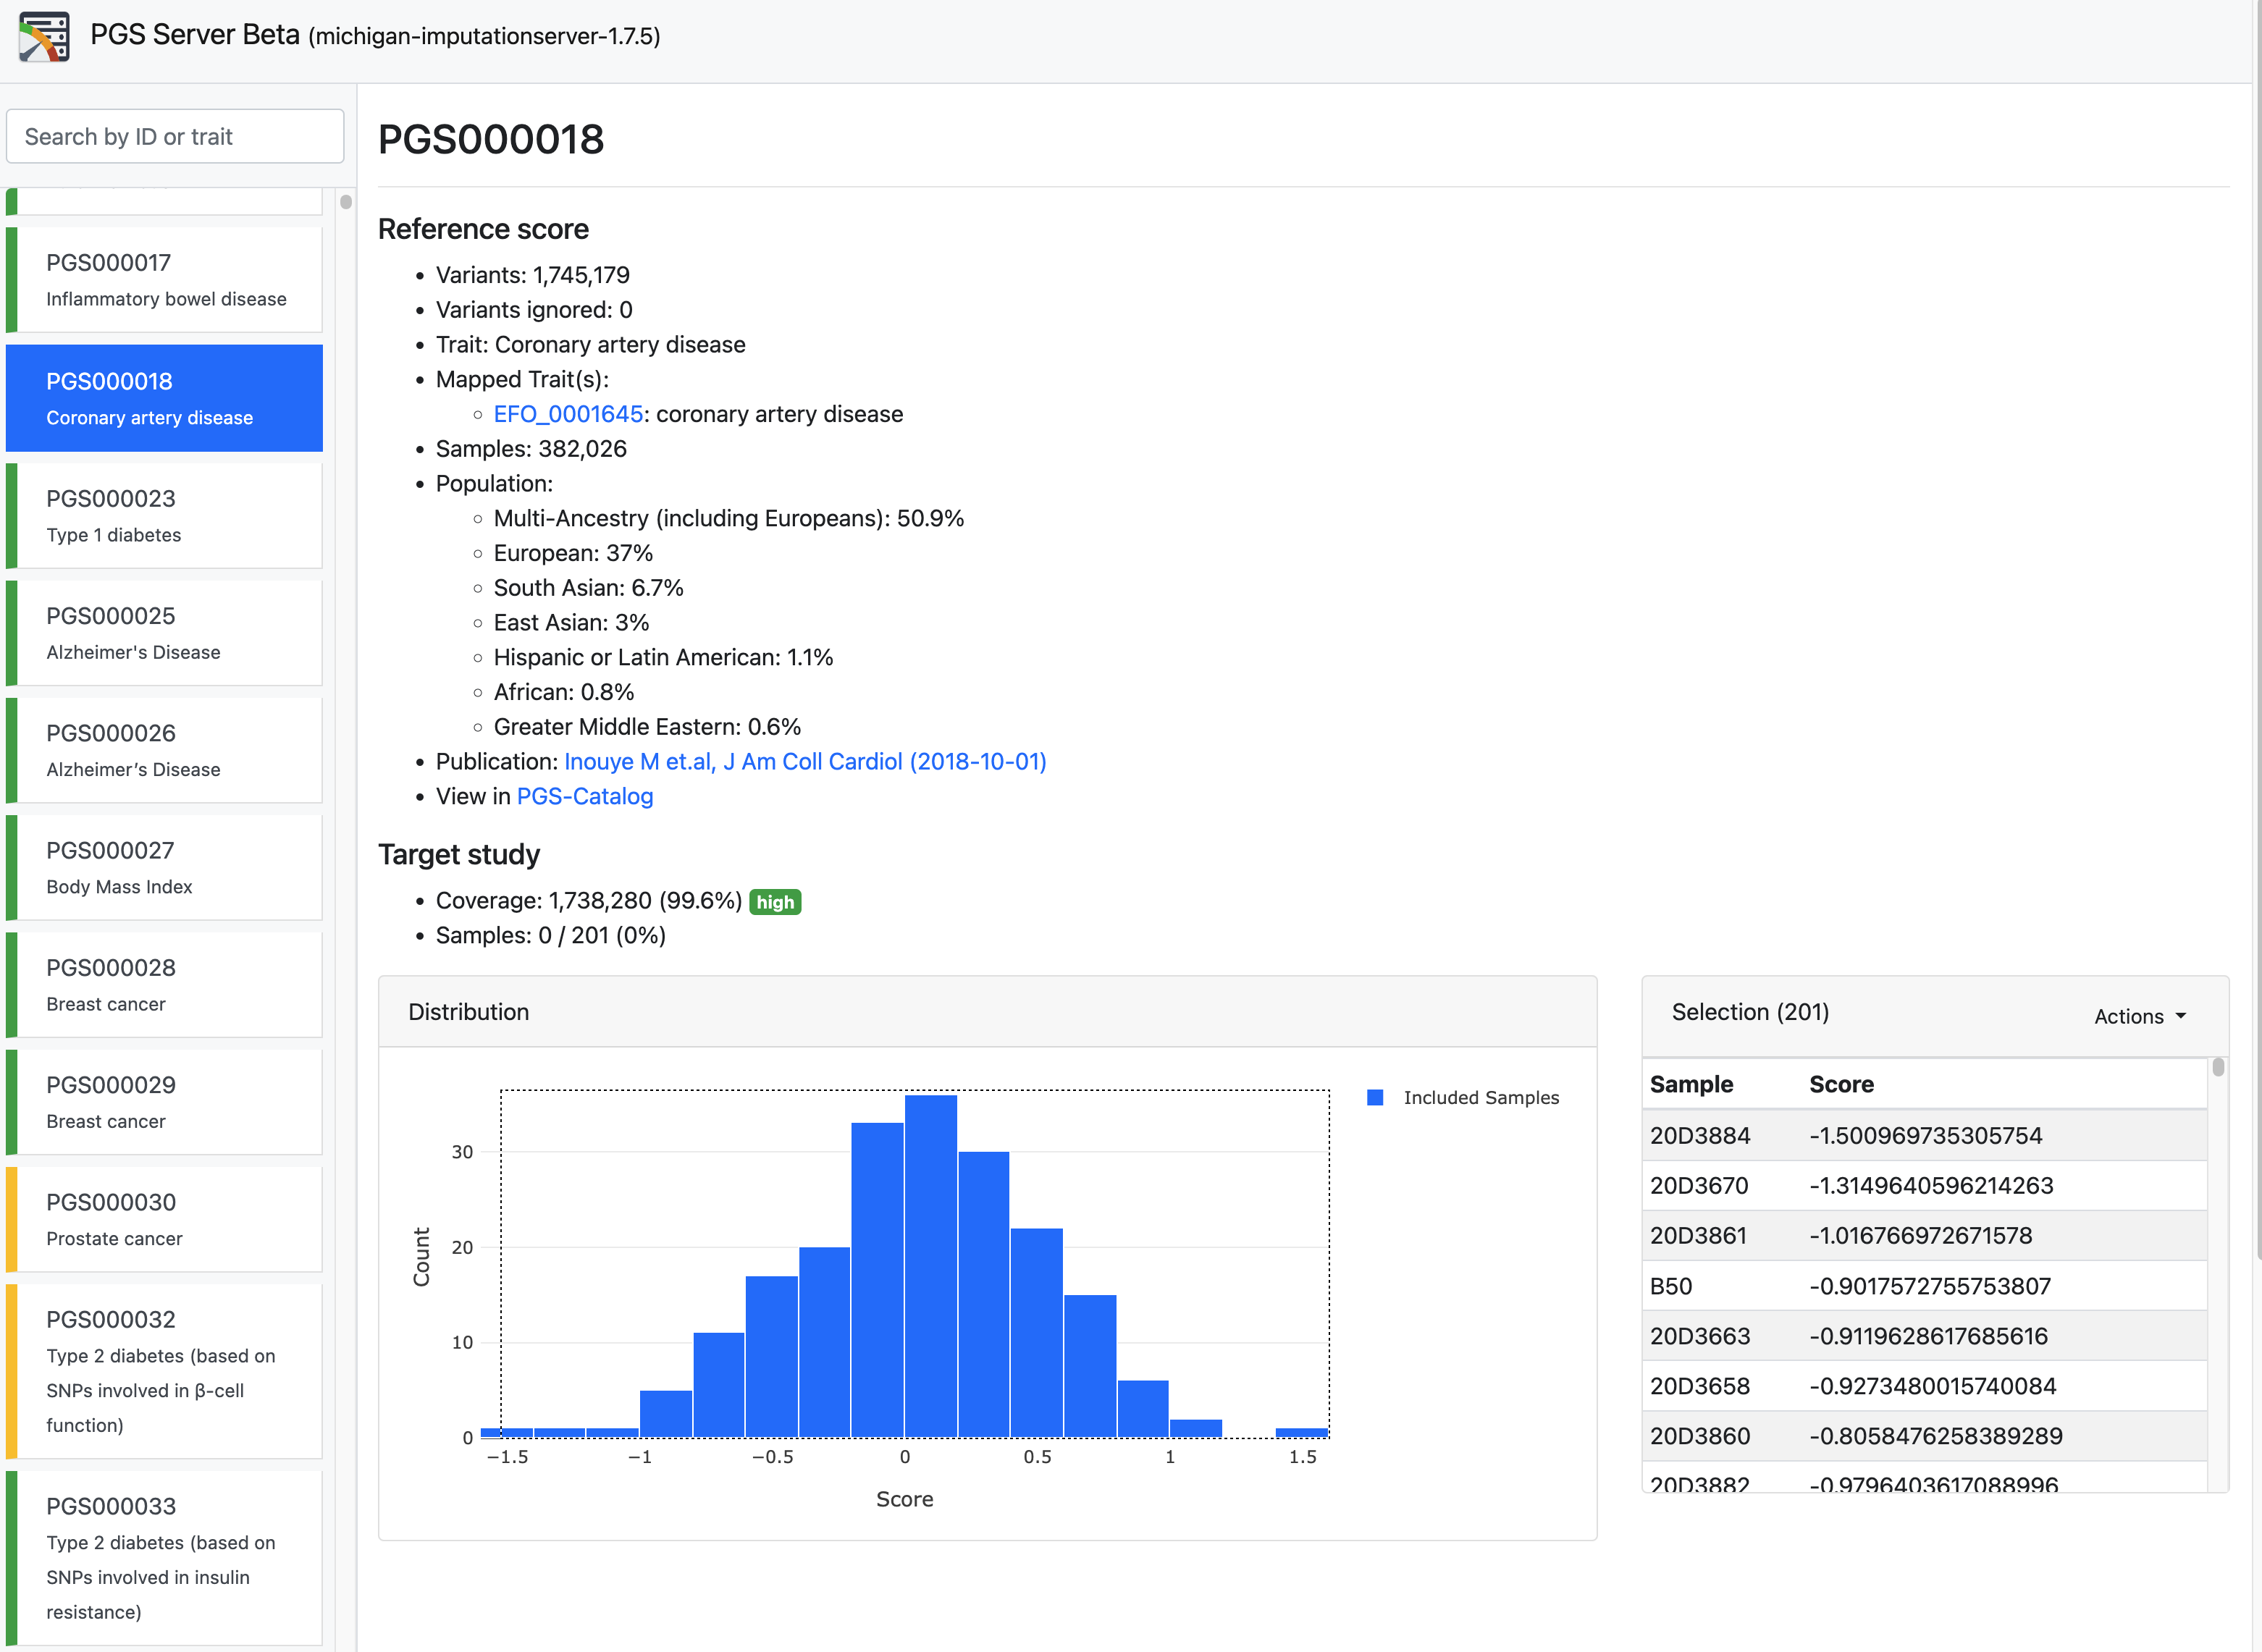 PGS Server Beta (michigan-imputationserver-1.7.5)
Search by ID or trait
PGS000017
Inflammatory bowel disease
PGS000018
Coronary artery disease
PGS000023
Type 1 diabetes
PGS000025
Alzheimer's Disease
PGS000026
Alzheimer’s Disease
PGS000027
Body Mass Index
PGS000028
Breast cancer
PGS000029
Breast cancer
PGS000030
Prostate cancer
PGS000032
Type 2 diabetes (based on
SNPs involved in β-cell
function)
PGS000033
Type 2 diabetes (based on
SNPs involved in insulin
resistance)
PGS000018
Reference score
Variants: 1,745,179
Variants ignored: 0
Trait: Coronary artery disease
Mapped Trait(s):
EFO_0001645: coronary artery disease
Samples: 382,026
Population:
Multi-Ancestry (including Europeans): 50.9%
European: 37%
South Asian: 6.7%
East Asian: 3%
Hispanic or Latin American: 1.1%
African: 0.8%
Greater Middle Eastern: 0.6%
Publication: Inouye M et.al, J Am Coll Cardiol (2018-10-01)
View in PGS-Catalog
Target study
Coverage: 1,738,280 (99.6%) high
Samples: 0 / 201 (0%)
Distribution
Included Samples
30
20
10
0
Count
−1.5 −1 −0.5 0 0.5 1 1.5
Score
Selection (201) Actions
Sample Score
20D3884 -1.500969735305754
20D3670 -1.3149640596214263
20D3861 -1.016766972671578
B50 -0.9017572755753807
20D3663 -0.9119628617685616
20D3658 -0.9273480015740084
20D3860 -0.8058476258389289
20D3882 -0.9796403617088996